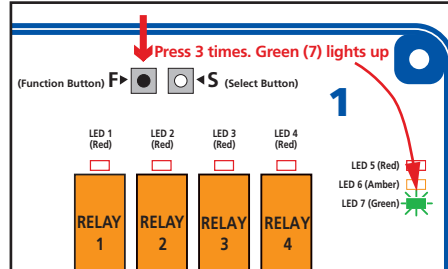 Press 3 times. Green (7) lights up
(Function Button) F S (Select Button)
1
LED 1 (Red)
LED 2 (Red)
LED 3 (Red)
LED 4 (Red)
LED 5 (Red)
LED 6 (Amber)
LED 7 (Green)
RELAY 1
RELAY 2
RELAY 3
RELAY 4